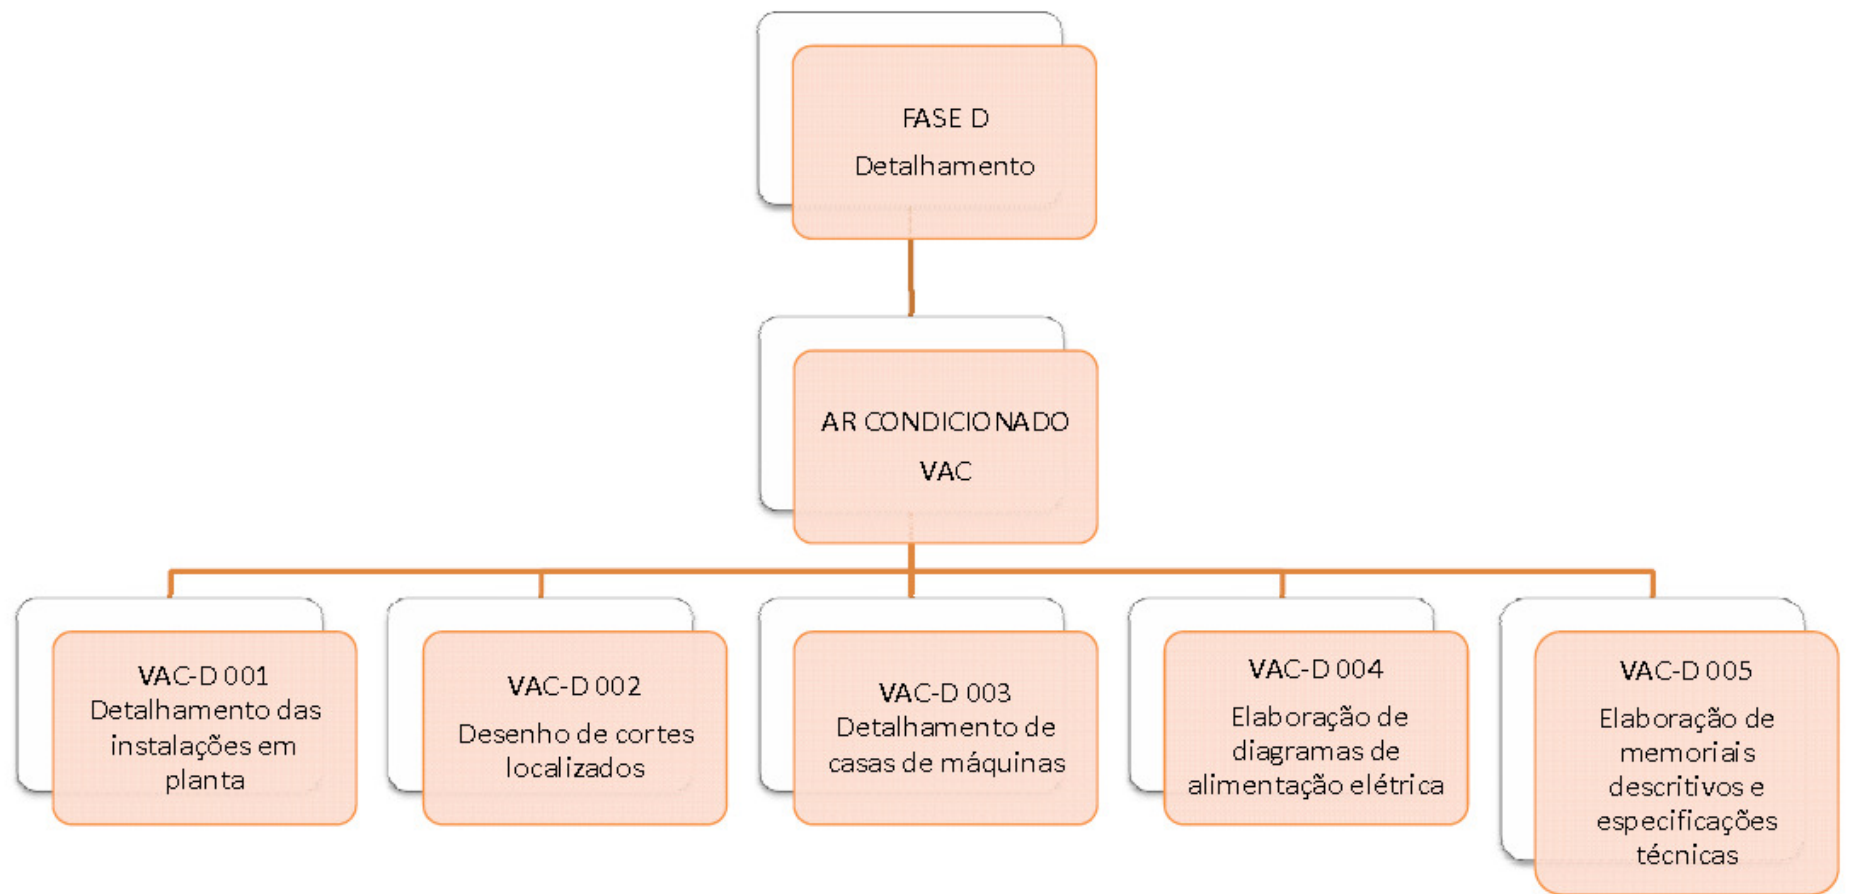 FASE D
Detalhamento
AR CONDICIONADO
VAC
VAC-D 001
Detalhamento das
instalações em
planta
VAC-D 002
Desenho de cortes
localizados
VAC-D 003
Detalhamento de
casas de máquinas
VAC-D 004
Elaboração de
diagramas de
alimentação elétrica
VAC-D 005
Elaboração de
memoriais
descritivos e
especificações
técnicas